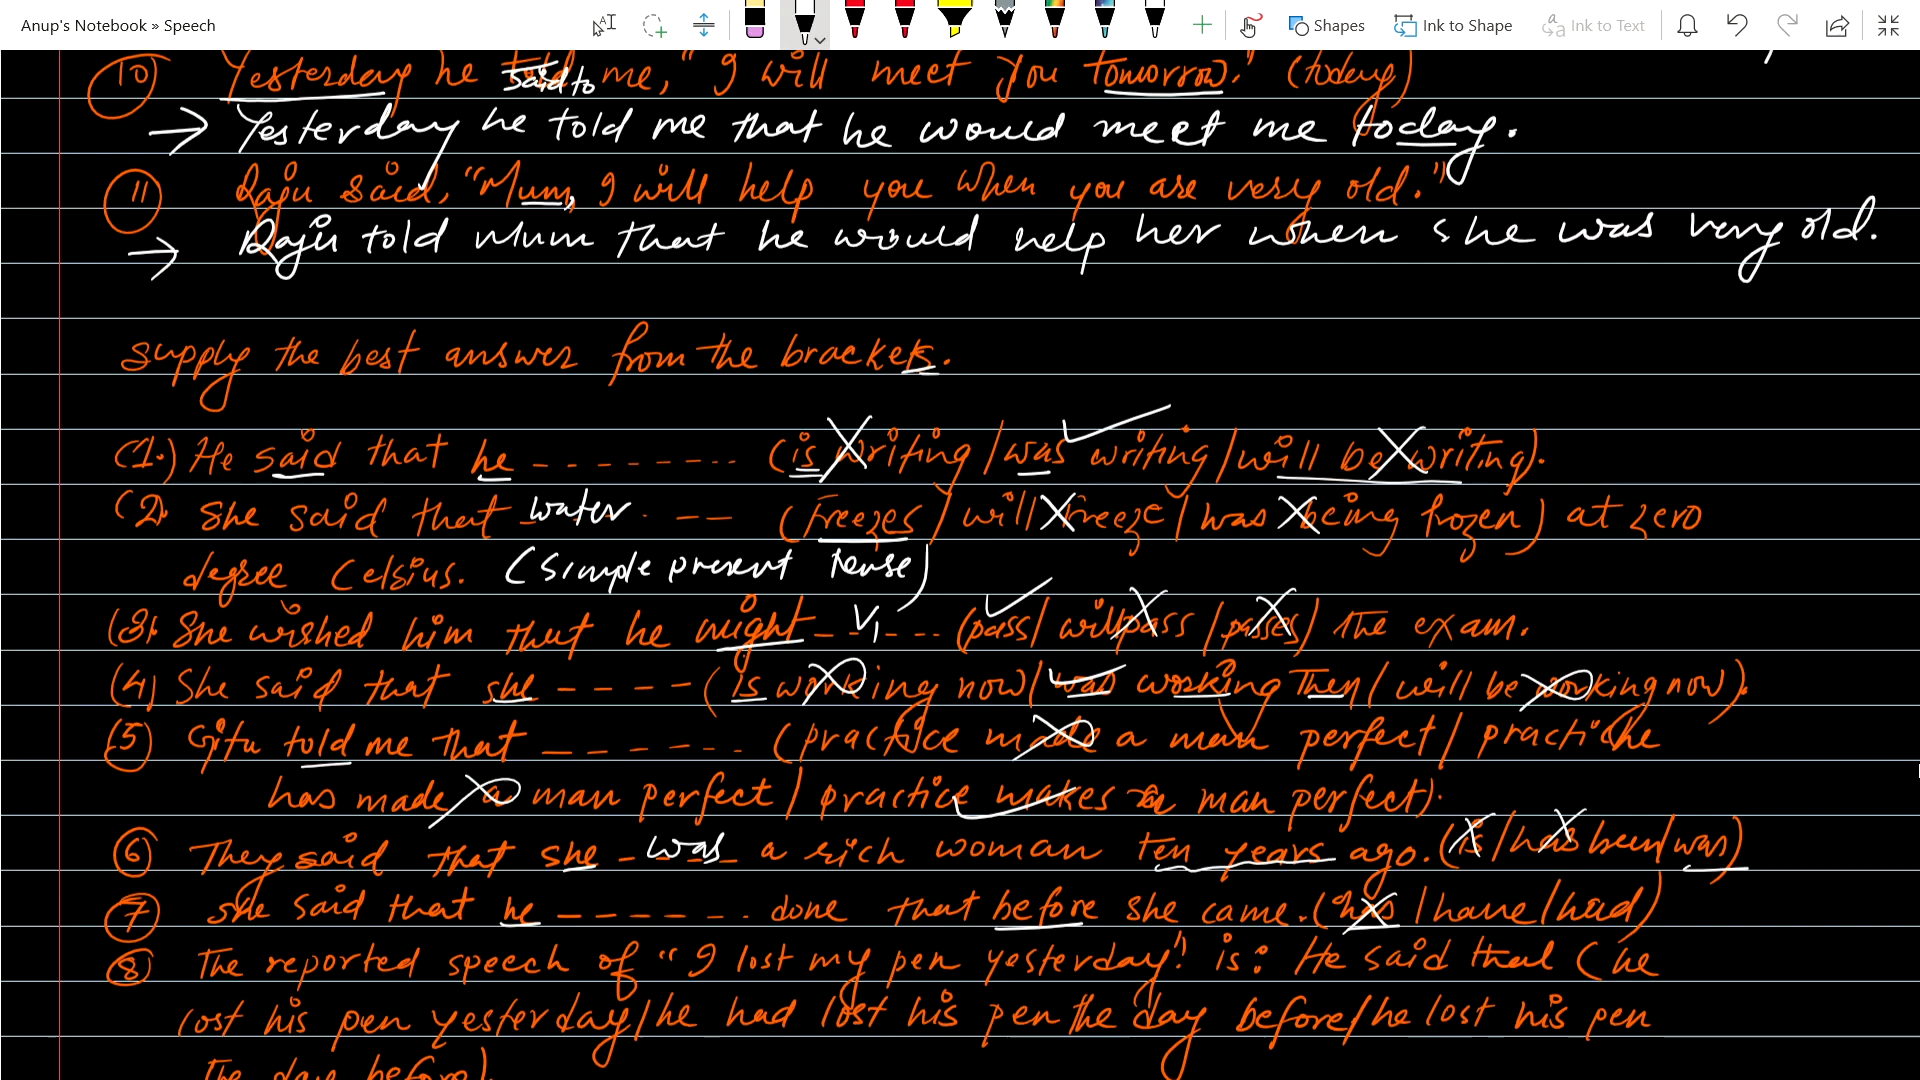 Anup's Notebook » Speech
Shapes Ink to Shape Ink to Text
(10) Yesterday he said to me, "I will meet you tomorrow." (today)
→ Yesterday he told me that he would meet me today.
(11) Raju said, "Mum, I will help you when you are very old."
→ Raju told Mum that he would help her when she was very old.
Supply the best answer from the brackets.
(1.) He said that he --------- (is writing/was writing/will be writing).
(2). She said that water -- (Freezes/will freeze/was being frozen) at zero
degree Celsius. (simple present tense)
(3). She wished him that he might - V1 --- (pass/will pass/passes) the exam.
(4) She said that she ---- (is working now/was working then/will be working now).
(5) Gitu told me that ------- (practice made a man perfect/practice
has made a man perfect/practice makes a man perfect).
(6) They said that she - was - a rich woman ten years ago. (is/has been/was)
(7) She said that he ------- done that before she came. (has/have/had)
(8) The reported speech of "I lost my pen yesterday" is: He said that (he
lost his pen yesterday/he had lost his pen the day before/he lost his pen
the day before).